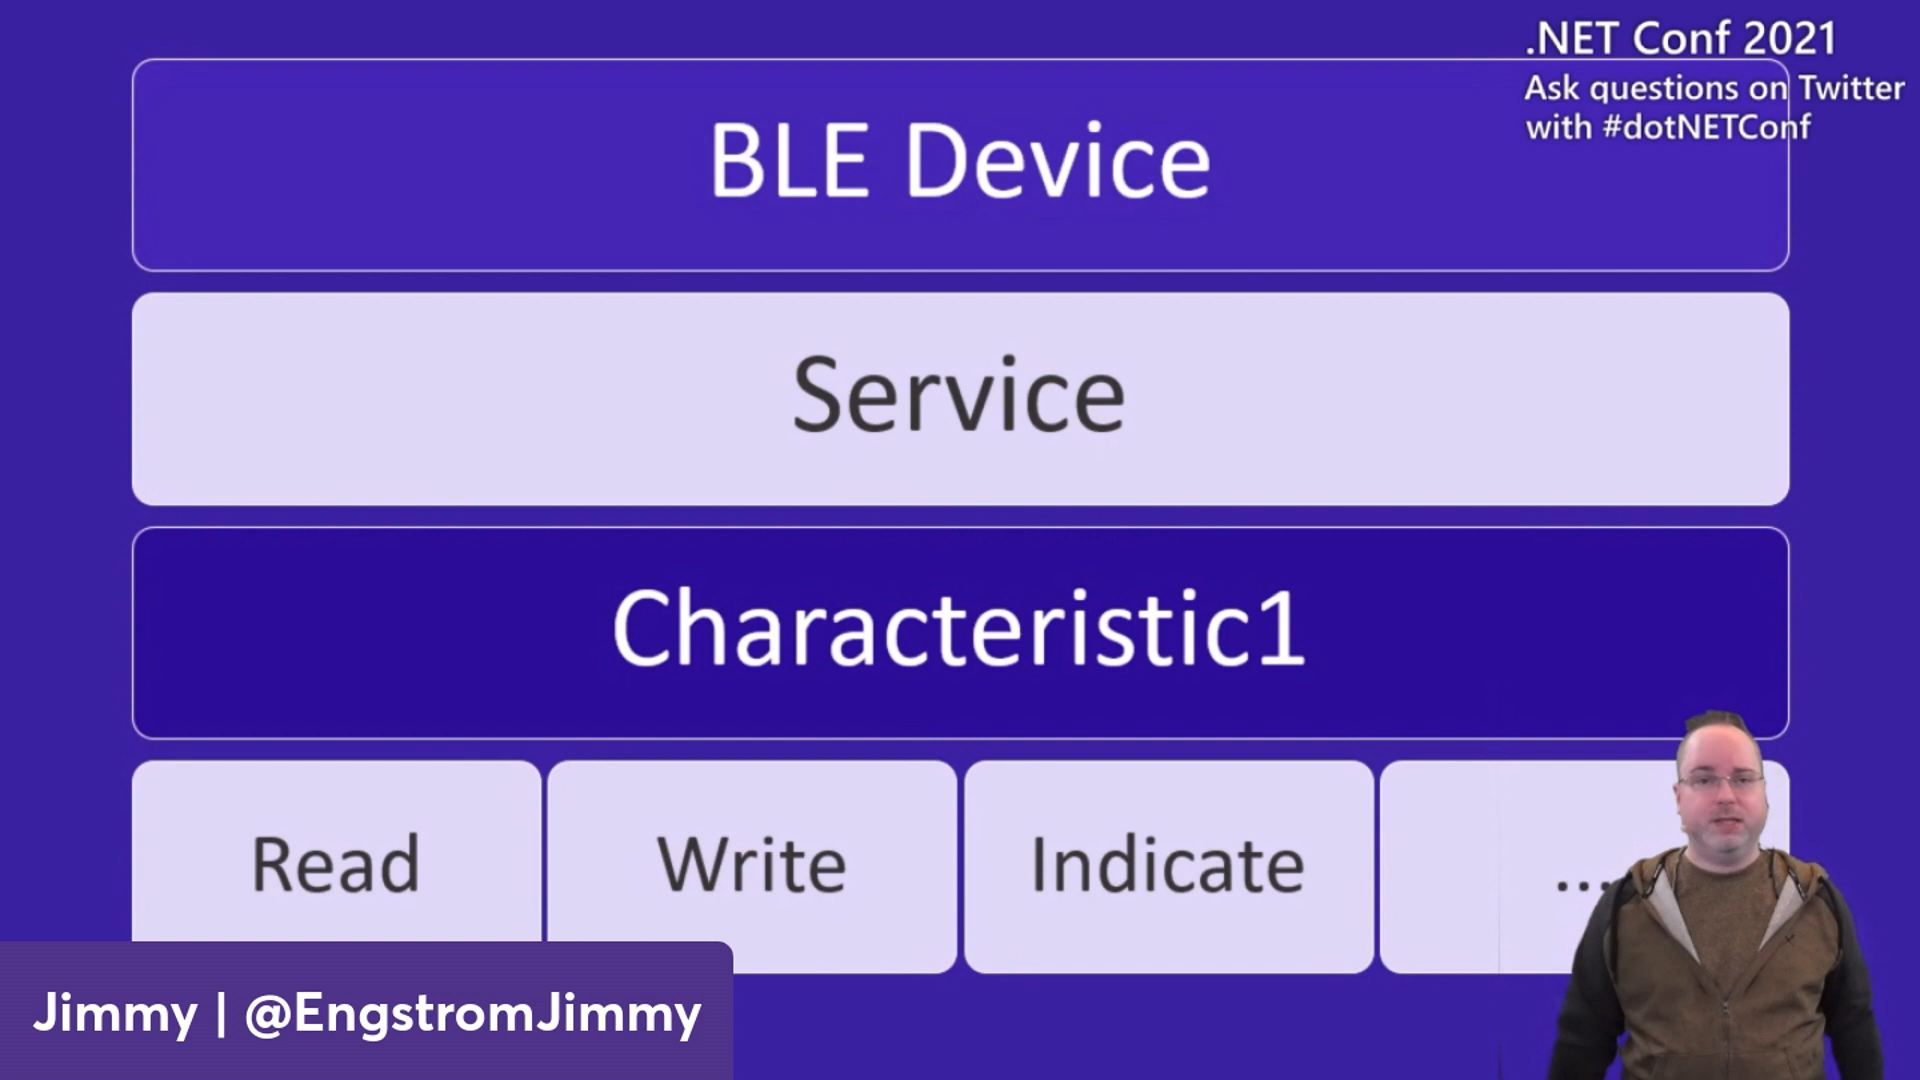 .NET Conf 2021
Ask questions on Twitter
with #dotNETConf
BLE Device
Service
Characteristic1
Read
Write
Indicate
...
Jimmy | @EngstromJimmy